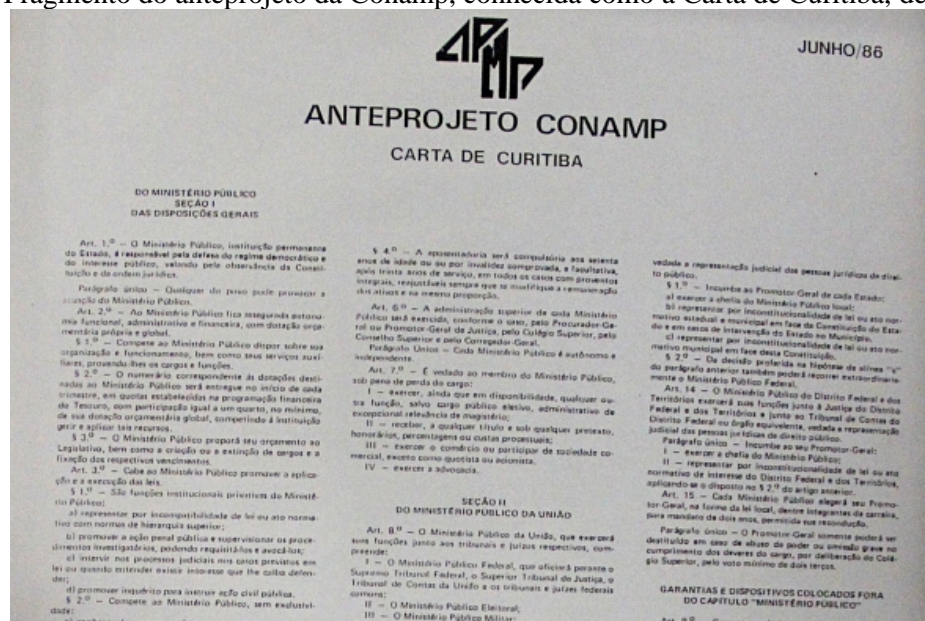 Fragmento do anteprojeto da Conamp, conhecida como a Carta de Curitiba, de
APMP
JUNHO/86
ANTEPROJETO CONAMP
CARTA DE CURITIBA
DO MINISTÉRIO PÚBLICO
SEÇÃO I
DAS DISPOSIÇÕES GERAIS
Art. 1.º – O Ministério Público, instituição permanente
do Estado, é responsável pela defesa do regime democrático e
do interesse público, velando pela observância da Consti-
tuição e da ordem jurídica.
Parágrafo único – Qualquer do povo pode provocar a
atuação do Ministério Público.
Art. 2.º – Ao Ministério Público fica assegurada autono-
mia funcional, administrativa e financeira, com dotação orça-
mentária própria e global.
§ 1.º – Compete ao Ministério Público dispor sobre sua
organização e funcionamento, bem como seus serviços auxi-
liares, provendo-lhes os cargos e funções.
§ 2.º – O numerário correspondente às dotações desti-
nadas ao Ministério Público será entregue no início de cada
trimestre, em quotas estabelecidas na programação financeira
do Tesouro, com participação igual a um quarto, no mínimo,
de sua dotação orçamentária global, competindo à Instituição
gerir e aplicar tais recursos.
§ 3.º – O Ministério Público proporá seu orçamento ao
Legislativo, bem como a criação ou a extinção de cargos e a
fixação dos respectivos vencimentos.
Art. 3.º – Cabe ao Ministério Público promover a aplica-
ção e a execução das leis.
§ 1.º – São funções institucionais privativas do Ministé-
rio Público:
a) representar por incompatibilidade de lei ou ato norma-
tivo com normas de hierarquia superior;
b) promover a ação penal pública e supervisionar os proce-
dimentos investigatórios, podendo requisitá-los e avocá-los;
c) intervir nos processos judiciais nos casos previstos em
lei ou quando entender existir interesse que lhe caiba defen-
der;
d) promover inquérito para instruir ação civil pública.
§ 2.º – Compete ao Ministério Público, sem exclusivi-
dade:
§ 4.º – A aposentadoria será compulsória aos setenta
anos de idade ou por invalidez comprovada, e facultativa,
após trinta anos de serviço, em todos os casos com proventos
integrais, reajustáveis sempre que se modifique a remuneração
dos ativos e na mesma proporção.
Art. 6.º – A administração superior de cada Ministério
Público será exercida, conforme o caso, pelo Procurador-Ge-
ral ou Promotor-Geral de Justiça, pelo Colégio Superior, pelo
Conselho Superior e pelo Corregedor-Geral.
Parágrafo Único – Cada Ministério Público é autônomo e
independente.
Art. 7.º – É vedado ao membro do Ministério Público,
sob pena de perda do cargo:
I – exercer, ainda que em disponibilidade, qualquer ou-
tra função, salvo cargo público eletivo, administrativo de
excepcional relevância de magistério;
II – receber, a qualquer título e sob qualquer pretexto,
honorários, percentagens ou custas processuais;
III – exercer o comércio ou participar de sociedade co-
mercial, exceto como quotista ou acionista.
IV – exercer a advocacia.
SEÇÃO II
DO MINISTÉRIO PÚBLICO DA UNIÃO
Art. 8.º – O Ministério Público da União, que exercerá
suas funções junto aos tribunais e juízos respectivos, com-
preende:
I – O Ministério Público Federal, que oficiará perante o
Supremo Tribunal Federal, o Superior Tribunal de Justiça, o
Tribunal de Contas da União e os tribunais e juízes federais
comuns;
II – O Ministério Público Eleitoral;
III – O Ministério Público Militar;
vedada a representação judicial das pessoas jurídicas de direi-
to público.
§ 1.º – Incumbe ao Promotor-Geral de cada Estado:
a) exercer a chefia do Ministério Público local;
b) representar por inconstitucionalidade de lei ou ato nor-
mativo estadual e municipal em face da Constituição do Esta-
do e em casos de intervenção do Estado no Município.
c) representar por inconstitucionalidade de lei ou ato nor-
mativo municipal em face desta Constituição.
§ 2.º – Da decisão proferida na hipótese da alínea "c"
do parágrafo anterior também poderá recorrer extraordinaria-
mente o Ministério Público Federal.
Art. 14 – O Ministério Público do Distrito Federal e dos
Territórios exercerá suas funções junto à Justiça do Distrito
Federal e dos Territórios e junto ao Tribunal de Contas do
Distrito Federal ou órgão equivalente, vedada a representação
judicial das pessoas jurídicas de direito público.
Parágrafo único – Incumbe ao seu Promotor-Geral:
I – exercer a chefia do Ministério Público;
II – representar por inconstitucionalidade de lei ou ato
normativo de interesse do Distrito Federal e dos Territórios,
aplicando-se o disposto no § 2.º do artigo anterior.
Art. 15 – Cada Ministério Público elegerá seu Promo-
tor-Geral, na forma da lei local, dentre integrantes da carreira,
para mandato de dois anos, permitida sua recondução.
Parágrafo único – O Promotor-Geral somente poderá ser
destituído em caso de abuso de poder ou omissão grave no
cumprimento dos deveres do cargo, por deliberação do Colé-
gio Superior, pelo voto mínimo de dois terços.
GARANTIAS E DISPOSITIVOS COLOCADOS FORA
DO CAPÍTULO "MINISTÉRIO PÚBLICO"